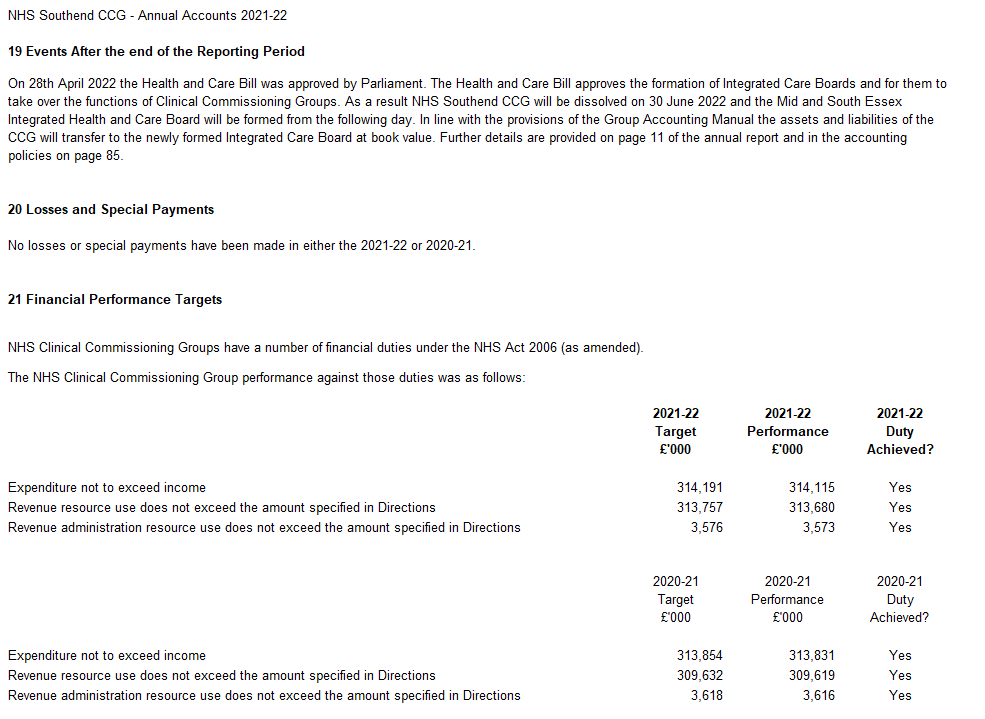 NHS Southend CCG - Annual Accounts 2021-22
19 Events After the end of the Reporting Period
On 28th April 2022 the Health and Care Bill was approved by Parliament. The Health and Care Bill approves the formation of Integrated Care Boards and for them to
take over the functions of Clinical Commissioning Groups. As a result NHS Southend CCG will be dissolved on 30 June 2022 and the Mid and South Essex
Integrated Health and Care Board will be formed from the following day. In line with the provisions of the Group Accounting Manual the assets and liabilities of the
CCG will transfer to the newly formed Integrated Care Board at book value. Further details are provided on page 11 of the annual report and in the accounting
policies on page 85.
20 Losses and Special Payments
No losses or special payments have been made in either the 2021-22 or 2020-21.
21 Financial Performance Targets
NHS Clinical Commissioning Groups have a number of financial duties under the NHS Act 2006 (as amended).
The NHS Clinical Commissioning Group performance against those duties was as follows:
2021-22 2021-22 2021-22
Target Performance Duty
£'000 £'000 Achieved?
Expenditure not to exceed income 314,191 314,115 Yes
Revenue resource use does not exceed the amount specified in Directions 313,757 313,680 Yes
Revenue administration resource use does not exceed the amount specified in Directions 3,576 3,573 Yes
2020-21 2020-21 2020-21
Target Performance Duty
£'000 £'000 Achieved?
Expenditure not to exceed income 313,854 313,831 Yes
Revenue resource use does not exceed the amount specified in Directions 309,632 309,619 Yes
Revenue administration resource use does not exceed the amount specified in Directions 3,618 3,616 Yes